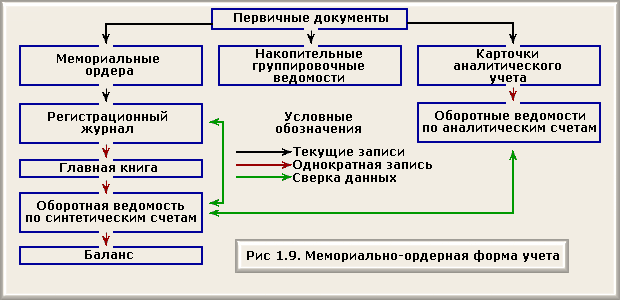 Первичные документы
Мемориальные
ордера
Накопительные
группировочные
ведомости
Карточки
аналитического
учета
Регистрационный
журнал
Условные
обозначения
Оборотные ведомости
по аналитическим счетам
Текущие записи
Однократная запись
Сверка данных
Главная книга
Оборотная ведомость
по синтетическим счетам
Баланс
Рис 1.9. Мемориально-ордерная форма учета